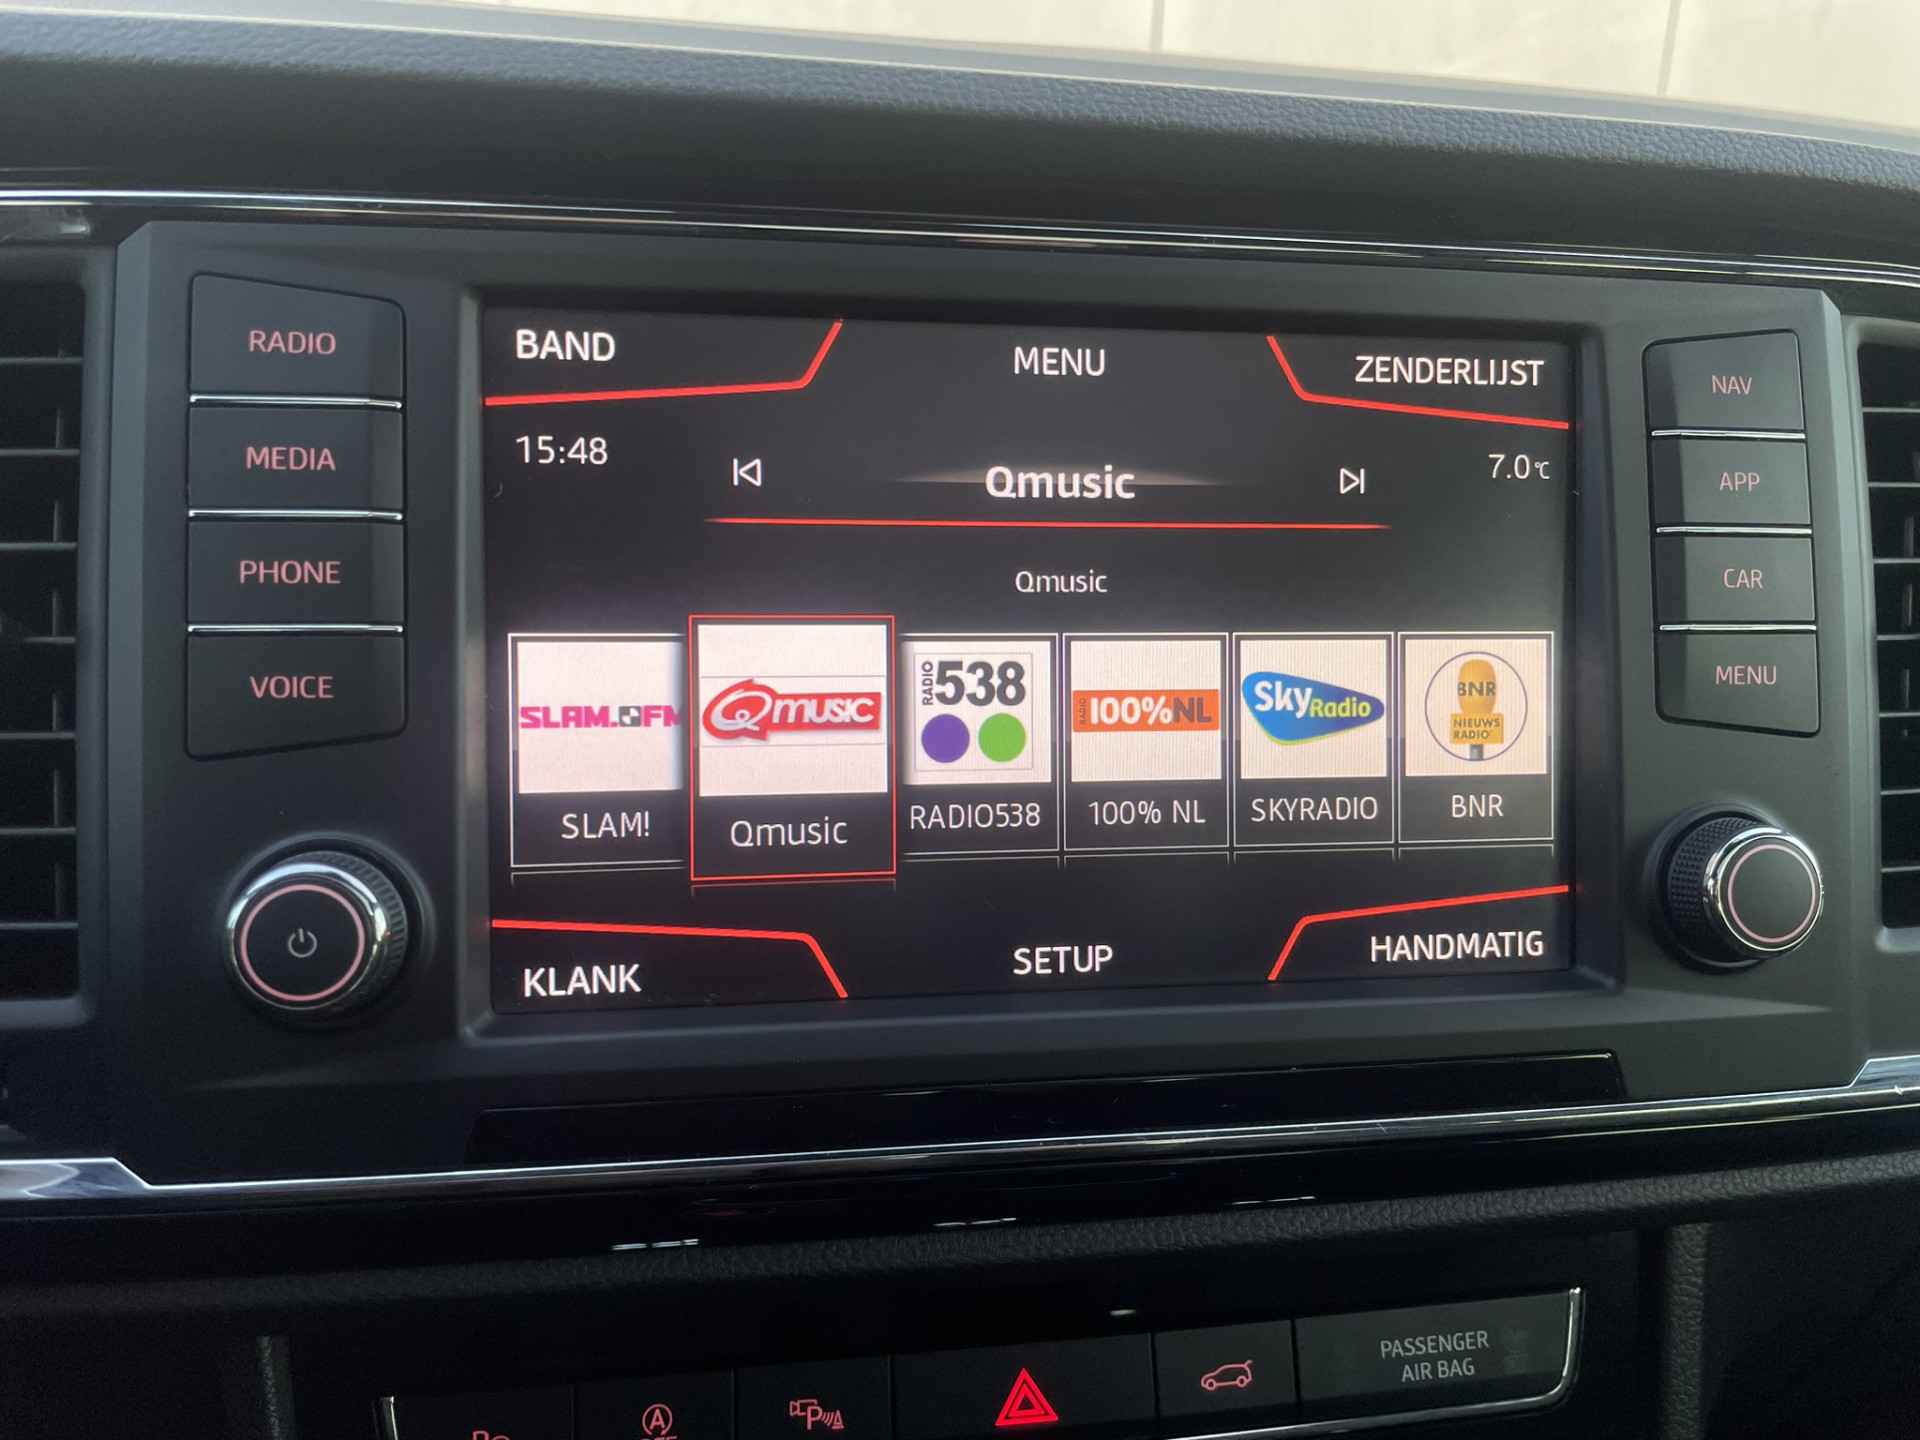 RADIO
MEDIA
PHONE
VOICE
BAND
MENU
ZENDERLIJST
15:48
Qmusic
7.0°C
Qmusic
SLAM.FM
Qmusic
RADIO
538
RADIO
100%NL
Sky Radio
BNR
NIEUWS
RADIO
SLAM!
Qmusic
RADIO538
100% NL
SKYRADIO
BNR
KLANK
SETUP
HANDMATIG
NAV
APP
CAR
MENU
A
OFF
P
PASSENGER
AIR BAG